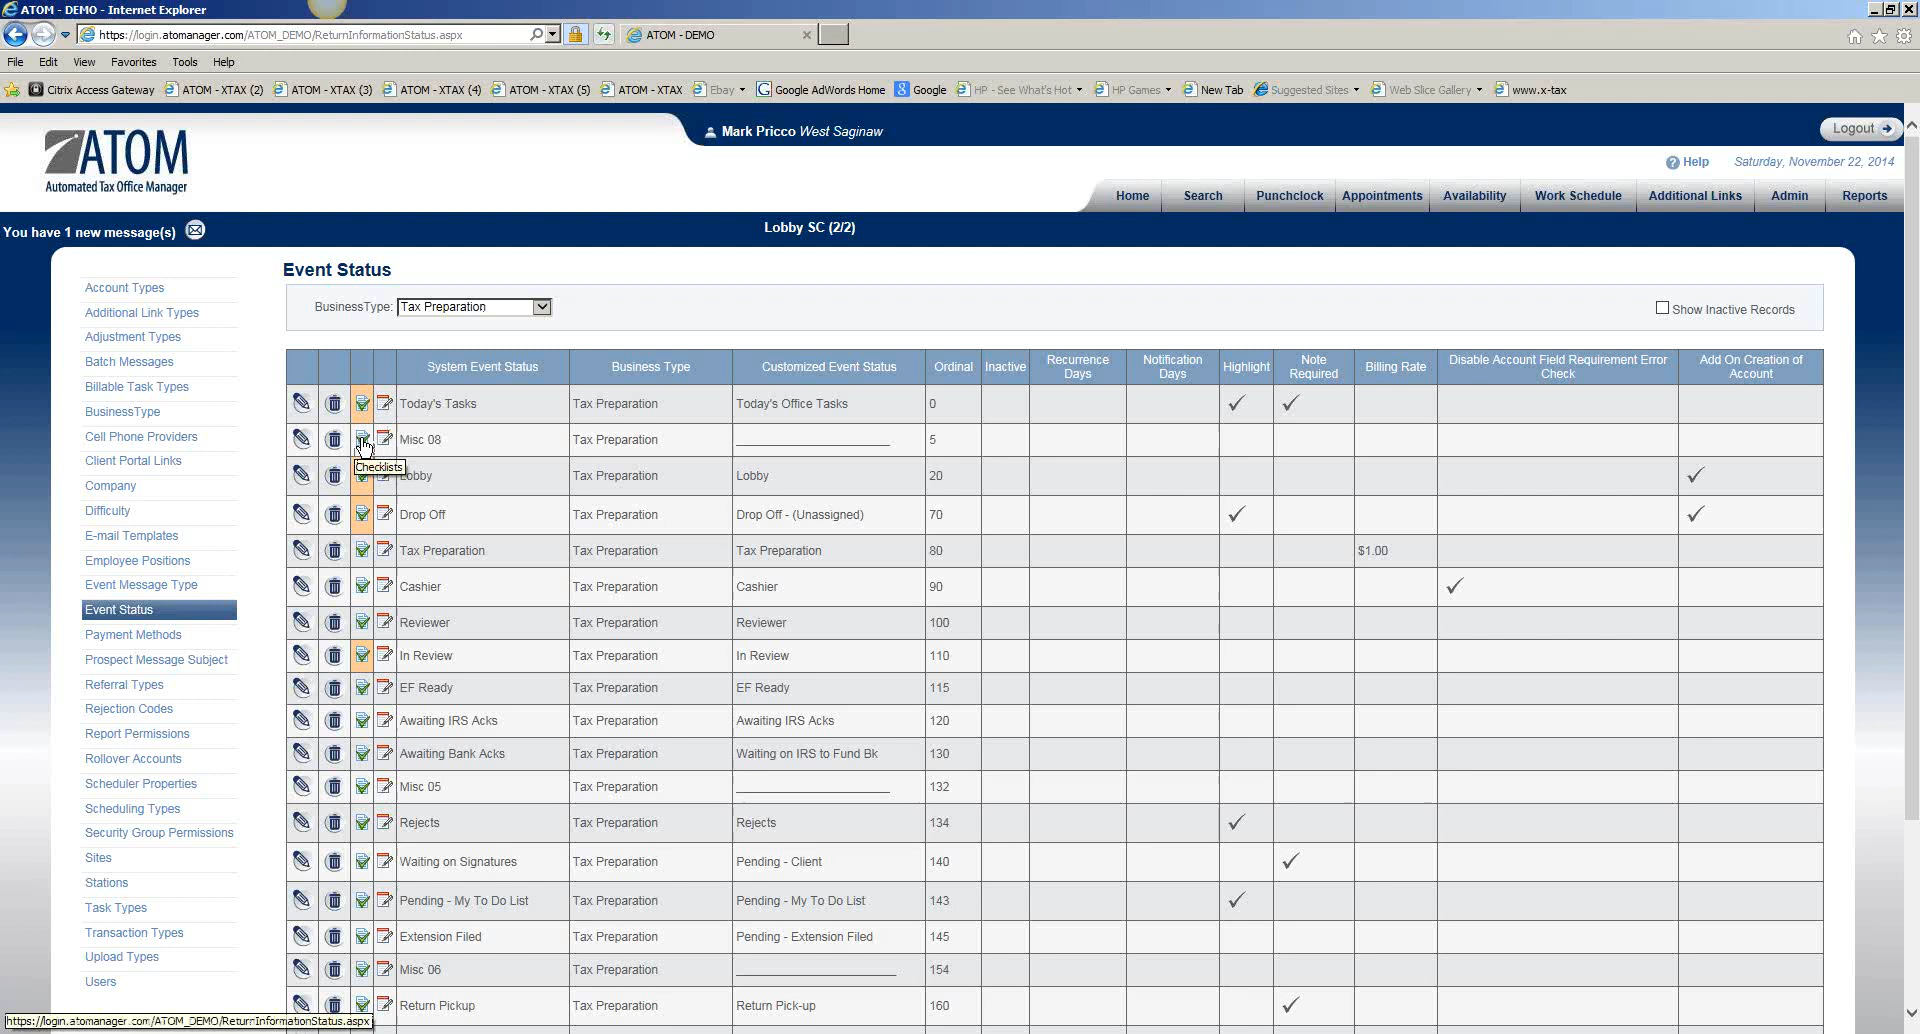 ATOM - DEMO - Internet Explorer
https://login.atomanager.com/ATOM_DEMO/ReturnInformationStatus.aspx
ATOM - DEMO
File Edit View Favorites Tools Help
Citrix Access Gateway ATOM - XTAX (2) ATOM - XTAX (3) ATOM - XTAX (4) ATOM - XTAX (5) ATOM - XTAX Ebay Google AdWords Home Google HP - See What's Hot HP Games New Tab Suggested Sites Web Slice Gallery www.x-tax
Mark Pricco West Saginaw
Logout
ATOM
Automated Tax Office Manager
Help Saturday, November 22, 2014
Home Search Punchclock Appointments Availability Work Schedule Additional Links Admin Reports
You have 1 new message(s)
Lobby SC (2/2)
Account Types
Additional Link Types
Adjustment Types
Batch Messages
Billable Task Types
BusinessType
Cell Phone Providers
Client Portal Links
Company
Difficulty
E-mail Templates
Employee Positions
Event Message Type
Event Status
Payment Methods
Prospect Message Subject
Referral Types
Rejection Codes
Report Permissions
Rollover Accounts
Scheduler Properties
Scheduling Types
Security Group Permissions
Sites
Stations
Task Types
Transaction Types
Upload Types
Users
Event Status
BusinessType: Tax Preparation
Show Inactive Records
System Event Status Business Type Customized Event Status Ordinal Inactive Recurrence Days Notification Days Highlight Note Required Billing Rate Disable Account Field Requirement Error Check Add On Creation of Account
Today's Tasks Tax Preparation Today's Office Tasks 0
Misc 08 Tax Preparation 5
Checklists
Lobby Tax Preparation Lobby 20
Drop Off Tax Preparation Drop Off - (Unassigned) 70
Tax Preparation Tax Preparation Tax Preparation 80 $1.00
Cashier Tax Preparation Cashier 90
Reviewer Tax Preparation Reviewer 100
In Review Tax Preparation In Review 110
EF Ready Tax Preparation EF Ready 115
Awaiting IRS Acks Tax Preparation Awaiting IRS Acks 120
Awaiting Bank Acks Tax Preparation Waiting on IRS to Fund Bk 130
Misc 05 Tax Preparation 132
Rejects Tax Preparation Rejects 134
Waiting on Signatures Tax Preparation Pending - Client 140
Pending - My To Do List Tax Preparation Pending - My To Do List 143
Extension Filed Tax Preparation Pending - Extension Filed 145
Misc 06 Tax Preparation 154
Return Pickup Tax Preparation Return Pick-up 160
https://login.atomanager.com/ATOM_DEMO/ReturnInformationStatus.aspx